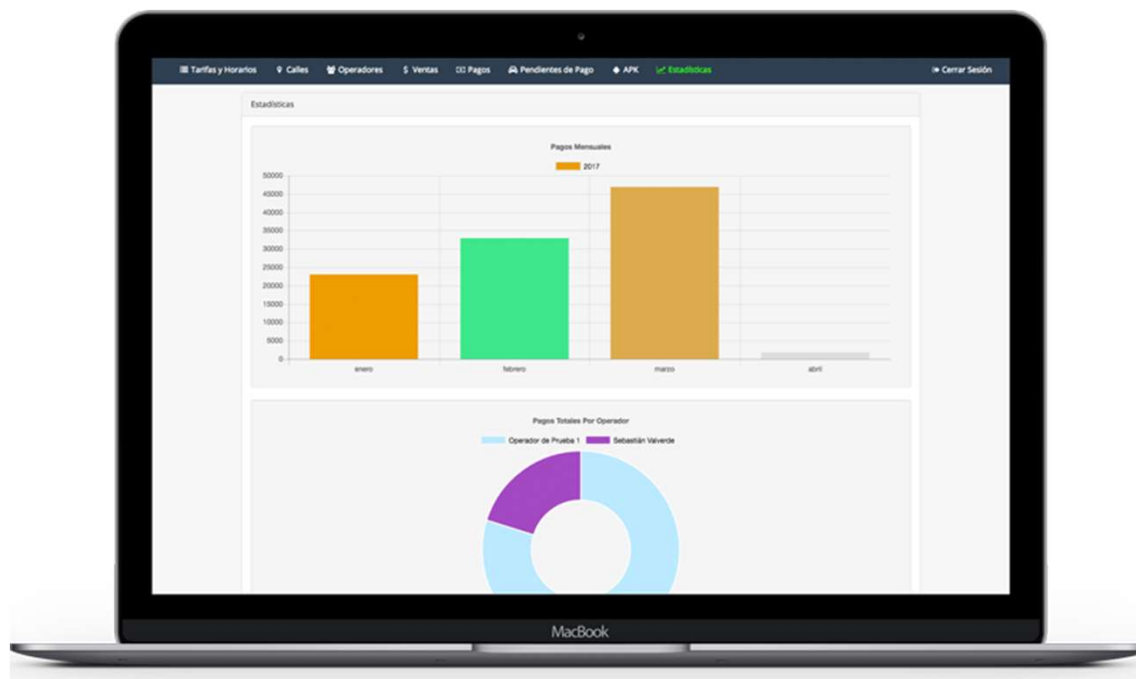 Tarifas y Horarios Calles Operadores $ Ventas Pagos Pendientes de Pago APK Estadísticas Cerrar Sesión
Estadísticas
Pagos Mensuales
2017
50000
45000
40000
35000
30000
25000
20000
15000
10000
5000
0
enero febrero marzo abril
Pagos Totales Por Operador
Operador de Prueba 1 Sebastián Valverde
MacBook